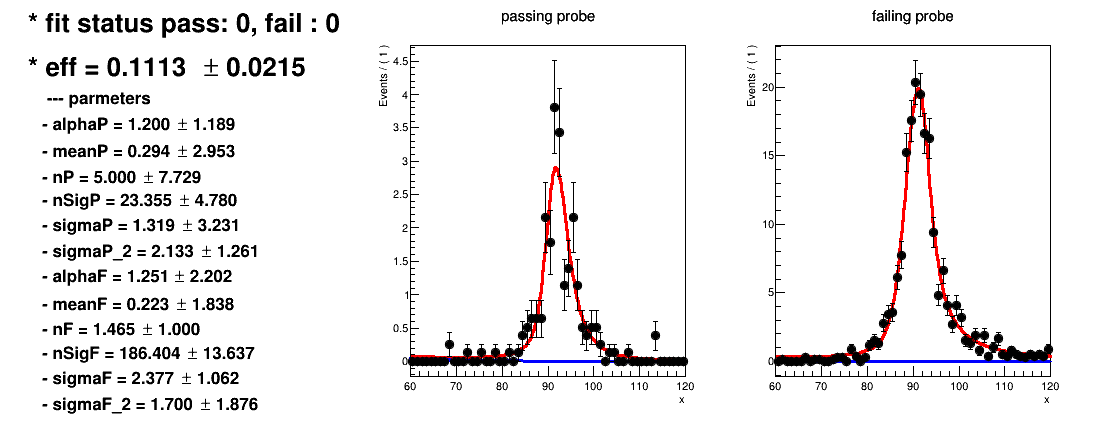 * fit status pass: 0, fail : 0
* eff = 0.1113 ± 0.0215
--- parmeters
- alphaP = 1.200 ± 1.189
- meanP = 0.294 ± 2.953
- nP = 5.000 ± 7.729
- nSigP = 23.355 ± 4.780
- sigmaP = 1.319 ± 3.231
- sigmaP_2 = 2.133 ± 1.261
- alphaF = 1.251 ± 2.202
- meanF = 0.223 ± 1.838
- nF = 1.465 ± 1.000
- nSigF = 186.404 ± 13.637
- sigmaF = 2.377 ± 1.062
- sigmaF_2 = 1.700 ± 1.876
passing probe
Events / ( 1 )
4.5
4
3.5
3
2.5
2
1.5
1
0.5
0
60 70 80 90 100 110 120
x
failing probe
Events / ( 1 )
20
15
10
5
0
60 70 80 90 100 110 120
x